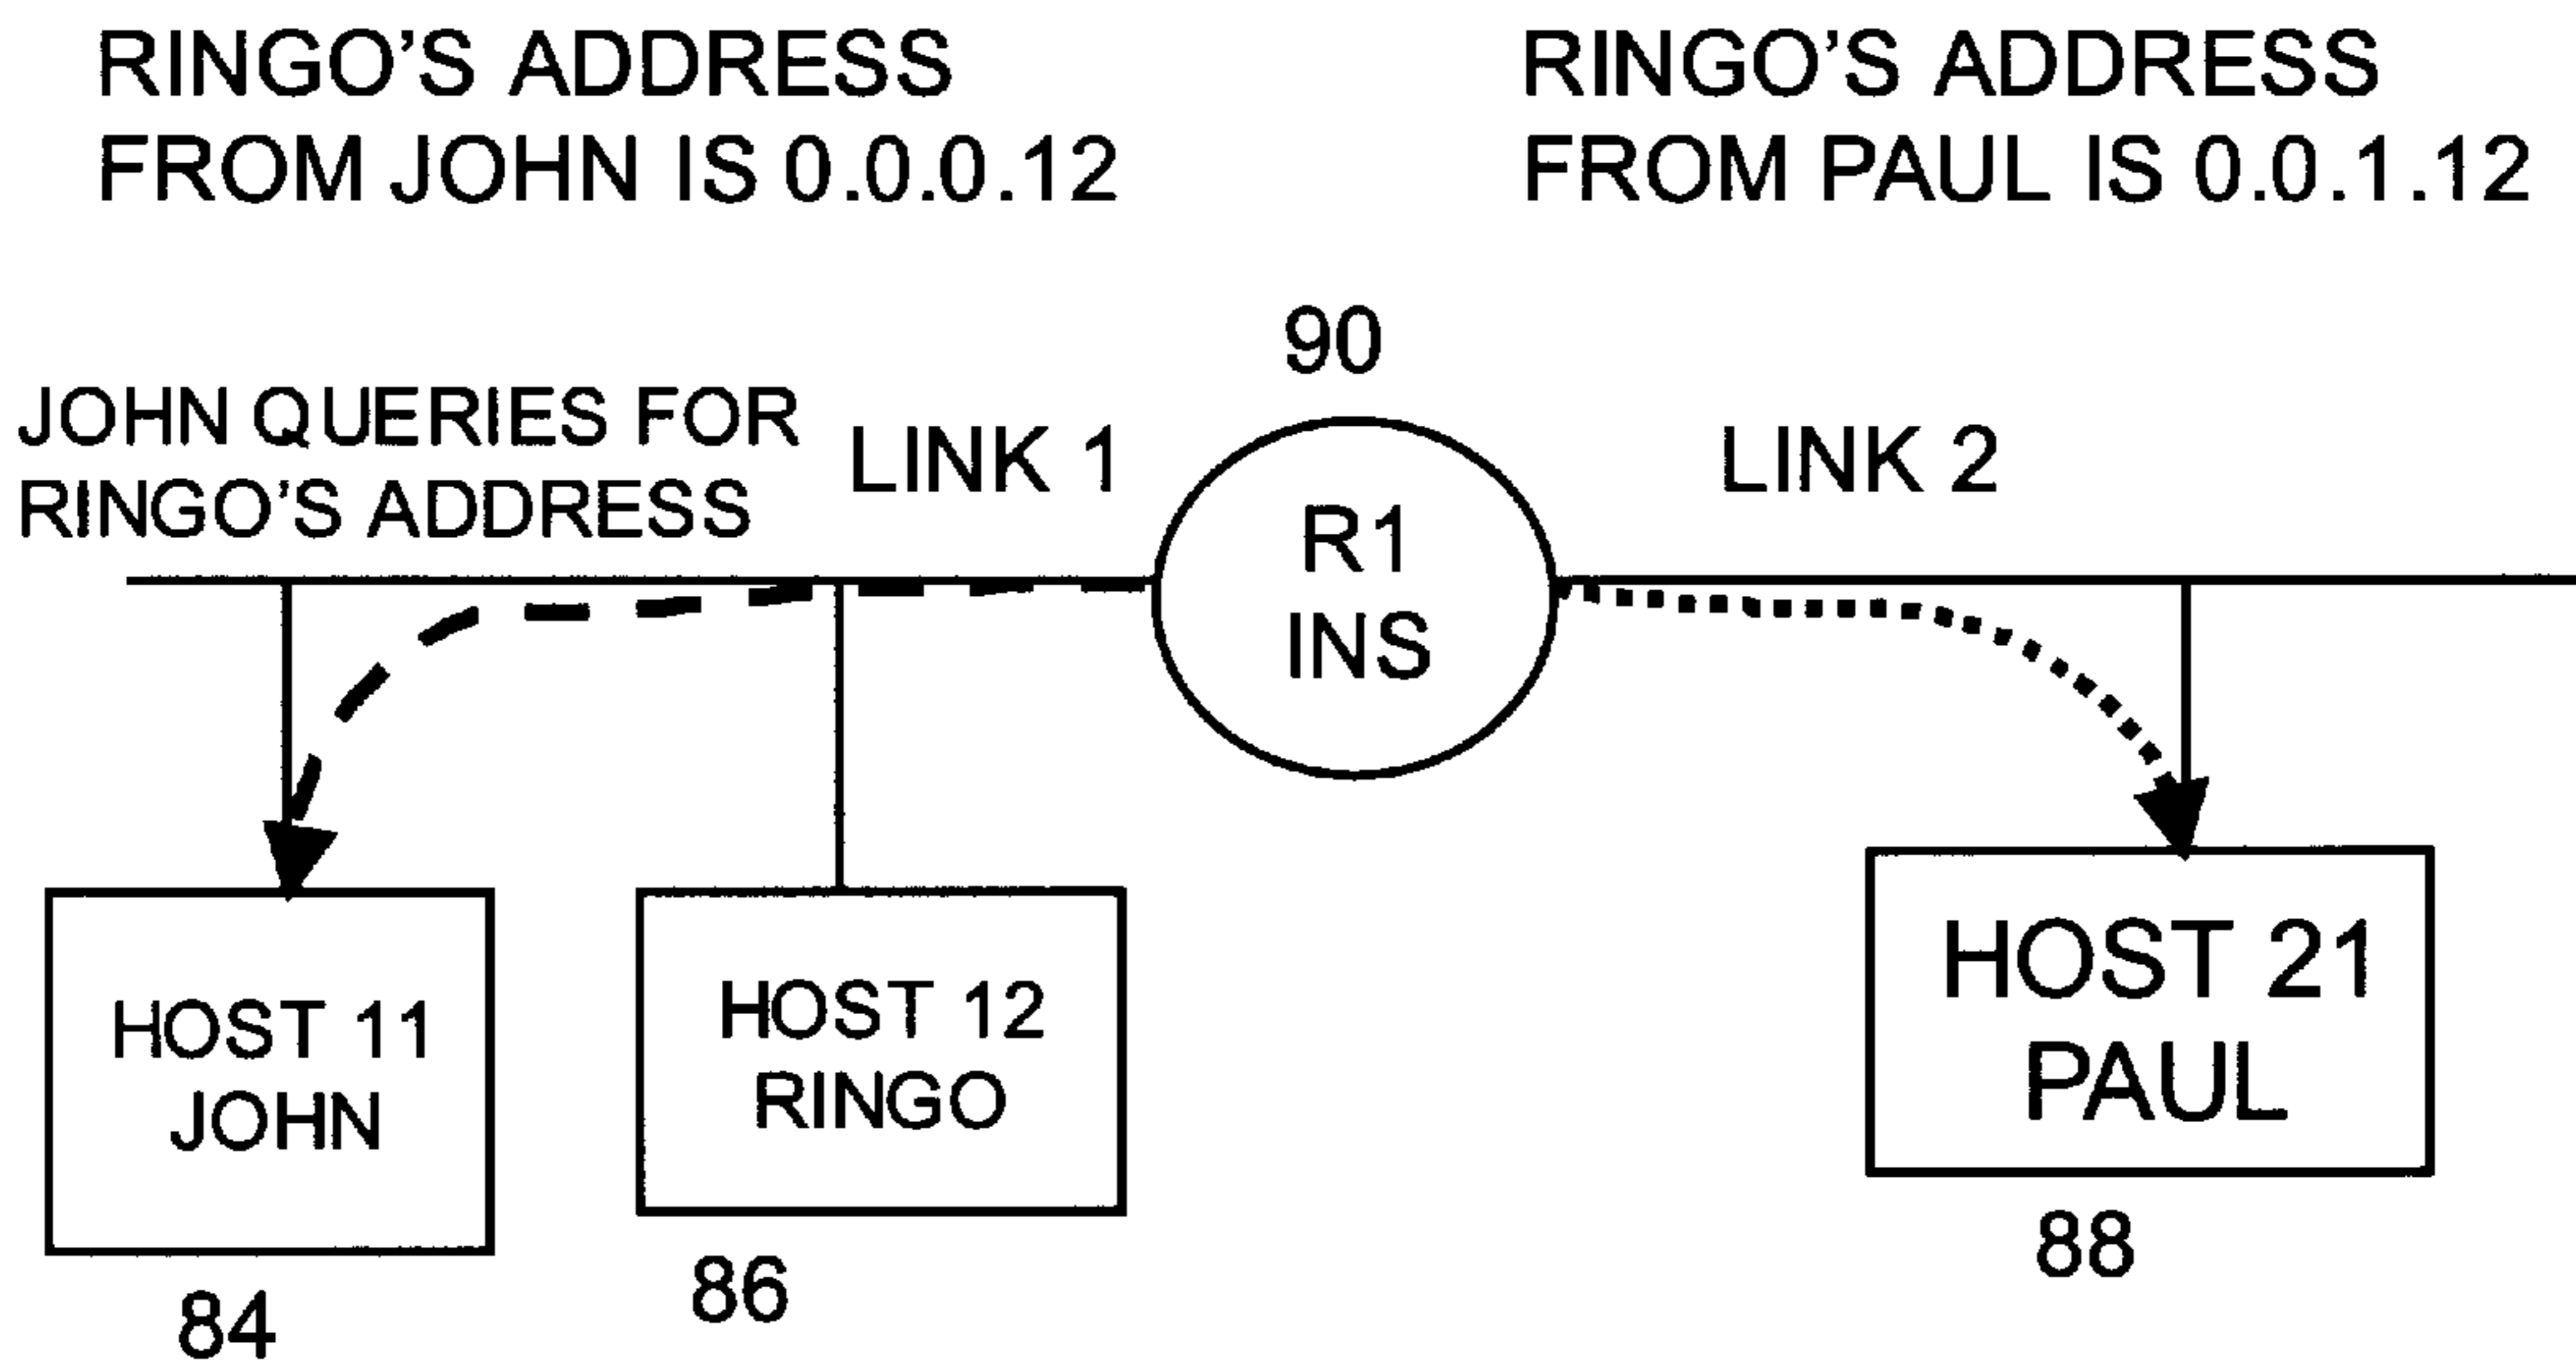 RINGO'S ADDRESS
FROM JOHN IS 0.0.0.12
RINGO'S ADDRESS
FROM PAUL IS 0.0.1.12
90
JOHN QUERIES FOR
RINGO'S ADDRESS
LINK 1
R1
INS
LINK 2
HOST 11
JOHN
84
HOST 12
RINGO
86
HOST 21
PAUL
88